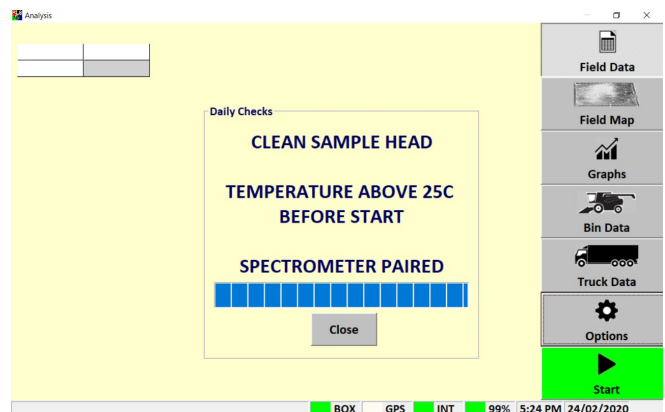 Analysis
Daily Checks
CLEAN SAMPLE HEAD
TEMPERATURE ABOVE 25C
BEFORE START
SPECTROMETER PAIRED
Close
Field Data
Field Map
Graphs
Bin Data
Truck Data
Options
Start
BOX GPS INT 99% 5:24 PM 24/02/2020